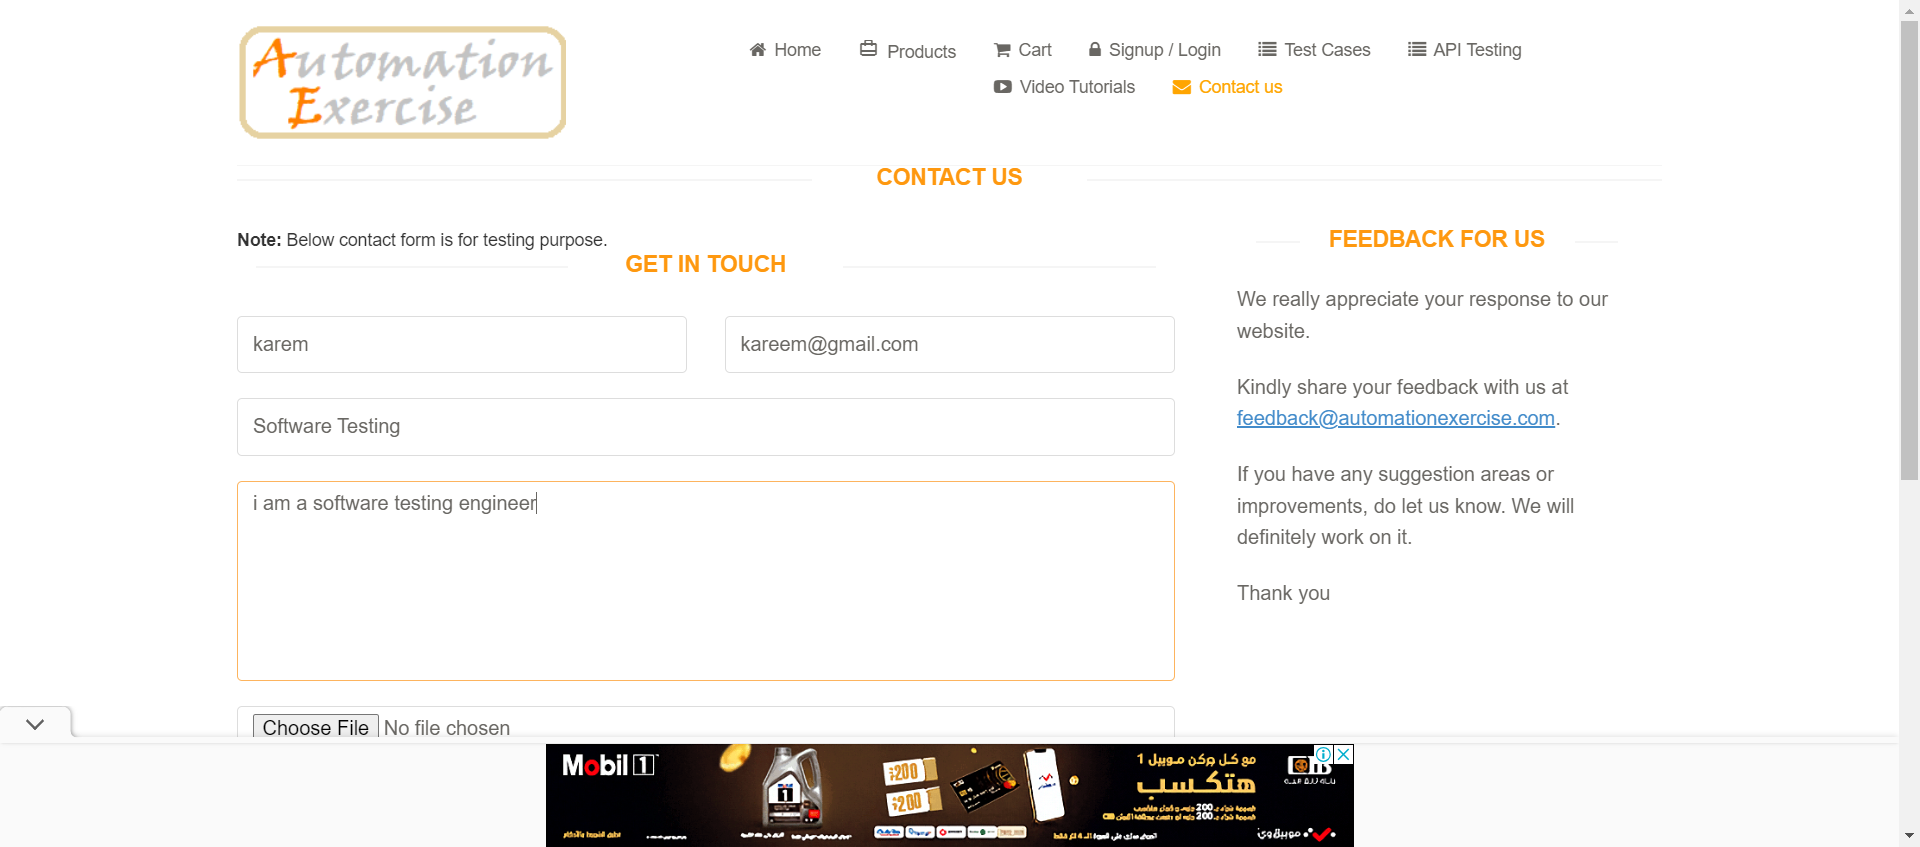 Automation
Exercise
Home
Products
Cart
Signup / Login
Test Cases
API Testing
Video Tutorials
Contact us
CONTACT US
Note: Below contact form is for testing purpose.
GET IN TOUCH
karem
kareem@gmail.com
Software Testing
i am a software testing engineer
Choose File No file chosen
FEEDBACK FOR US
We really appreciate your response to our
website.
Kindly share your feedback with us at
feedback@automationexercise.com.
If you have any suggestion areas or
improvements, do let us know. We will
definitely work on it.
Thank you
Mobil 1
1
200
200
مع كل جركن موبيل 1
هتكسب
موبيل وي